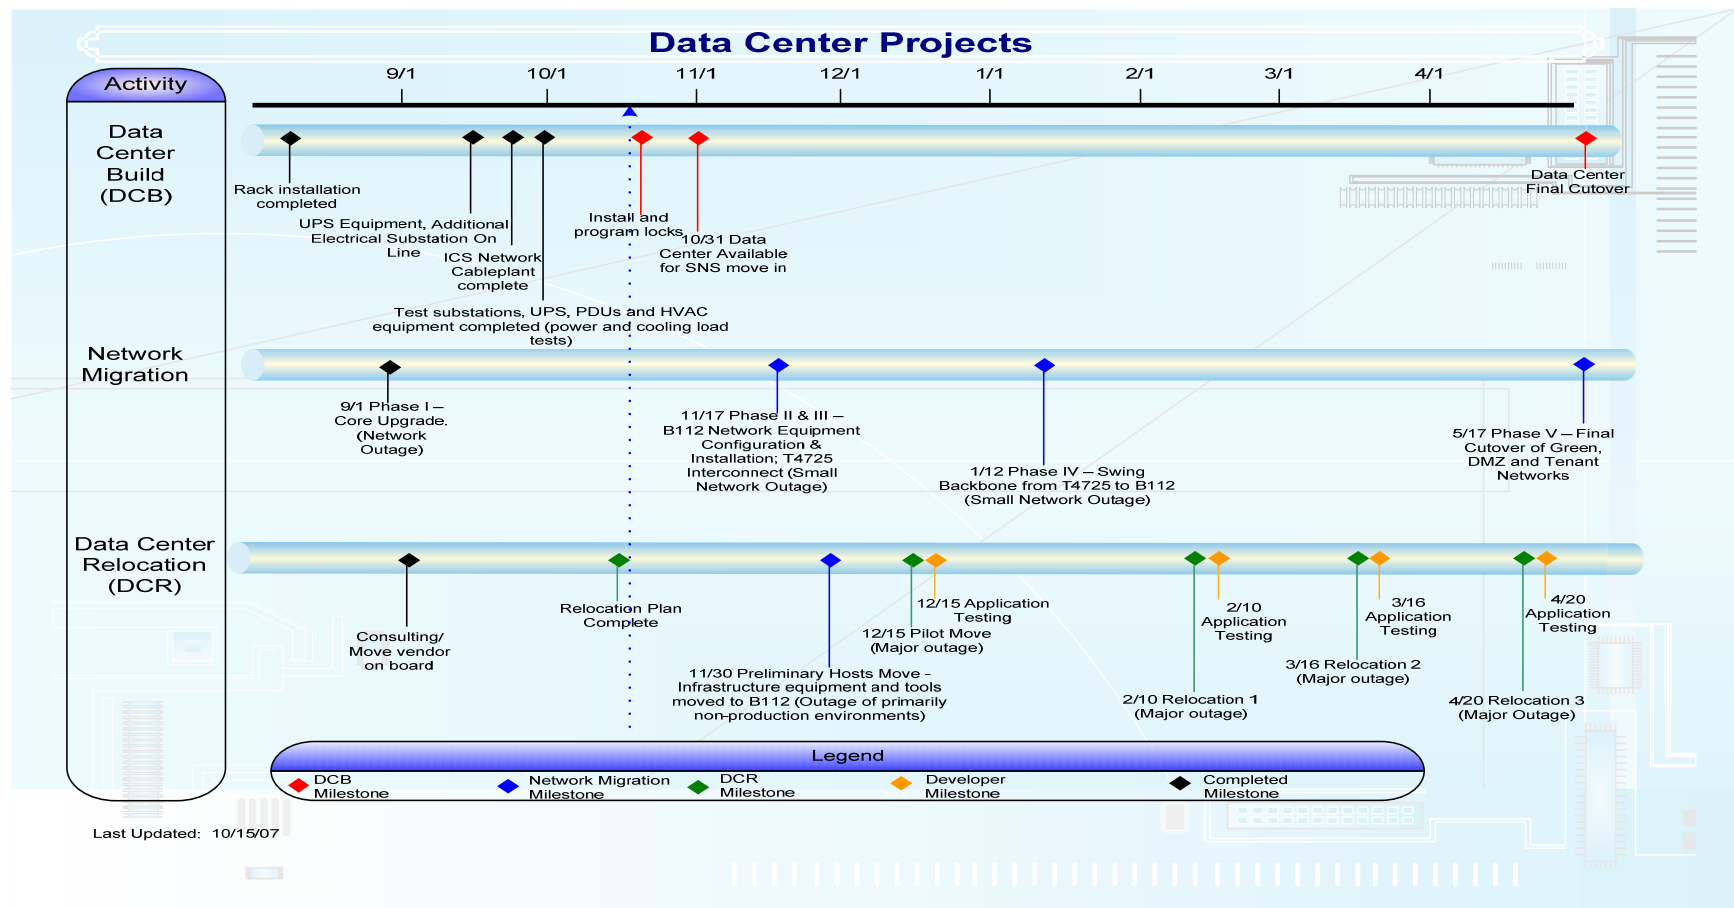 Data Center Projects
Activity
9/1
10/1
11/1
12/1
1/1
2/1
3/1
4/1
Data
Center
Build
(DCB)
Rack installation
completed
UPS Equipment, Additional
Electrical Substation On
Line
ICS Network
Cableplant
complete
Test substations, UPS, PDUs and HVAC
equipment completed (power and cooling load
tests)
Install and
program locks
10/31 Data
Center Available
for SNS move in
Data Center
Final Cutover
Network
Migration
9/1 Phase I –
Core Upgrade.
(Network
Outage)
11/17 Phase II & III –
B112 Network Equipment
Configuration &
Installation; T4725
Interconnect (Small
Network Outage)
1/12 Phase IV – Swing
Backbone from T4725 to B112
(Small Network Outage)
5/17 Phase V – Final
Cutover of Green,
DMZ and Tenant
Networks
Data Center
Relocation
(DCR)
Consulting/
Move vendor
on board
Relocation Plan
Complete
11/30 Preliminary Hosts Move -
Infrastructure equipment and tools
moved to B112 (Outage of primarily
non-production environments)
12/15 Pilot Move
(Major outage)
12/15 Application
Testing
2/10 Relocation 1
(Major outage)
2/10
Application
Testing
3/16 Relocation 2
(Major outage)
3/16
Application
Testing
4/20 Relocation 3
(Major Outage)
4/20
Application
Testing
Legend
DCB
Milestone
Network Migration
Milestone
DCR
Milestone
Developer
Milestone
Completed
Milestone
Last Updated: 10/15/07